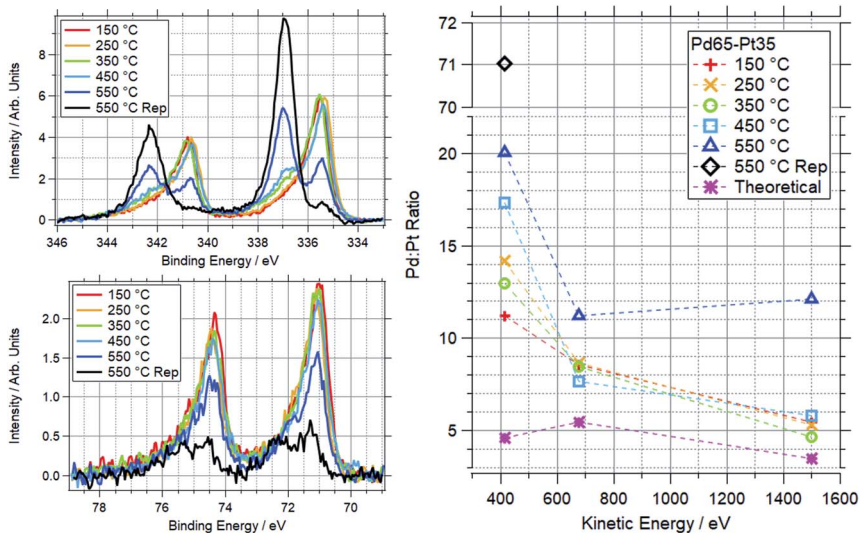 150 °C
250 °C
350 °C
450 °C
550 °C
550 °C Rep
Intensity / Arb. Units
10
8
6
4
2
0
346
344
342
340
338
336
334
Binding Energy / eV
150 °C
250 °C
350 °C
450 °C
550 °C
550 °C Rep
Intensity / Arb. Units
2.0
1.5
1.0
0.5
0.0
78
76
74
72
70
Binding Energy / eV
Pd65-Pt35
150 °C
250 °C
350 °C
450 °C
550 °C
550 °C Rep
Theoretical
Pd:Pt Ratio
72
71
70
20
15
10
5
400
600
800
1000
1200
1400
1600
Kinetic Energy / eV